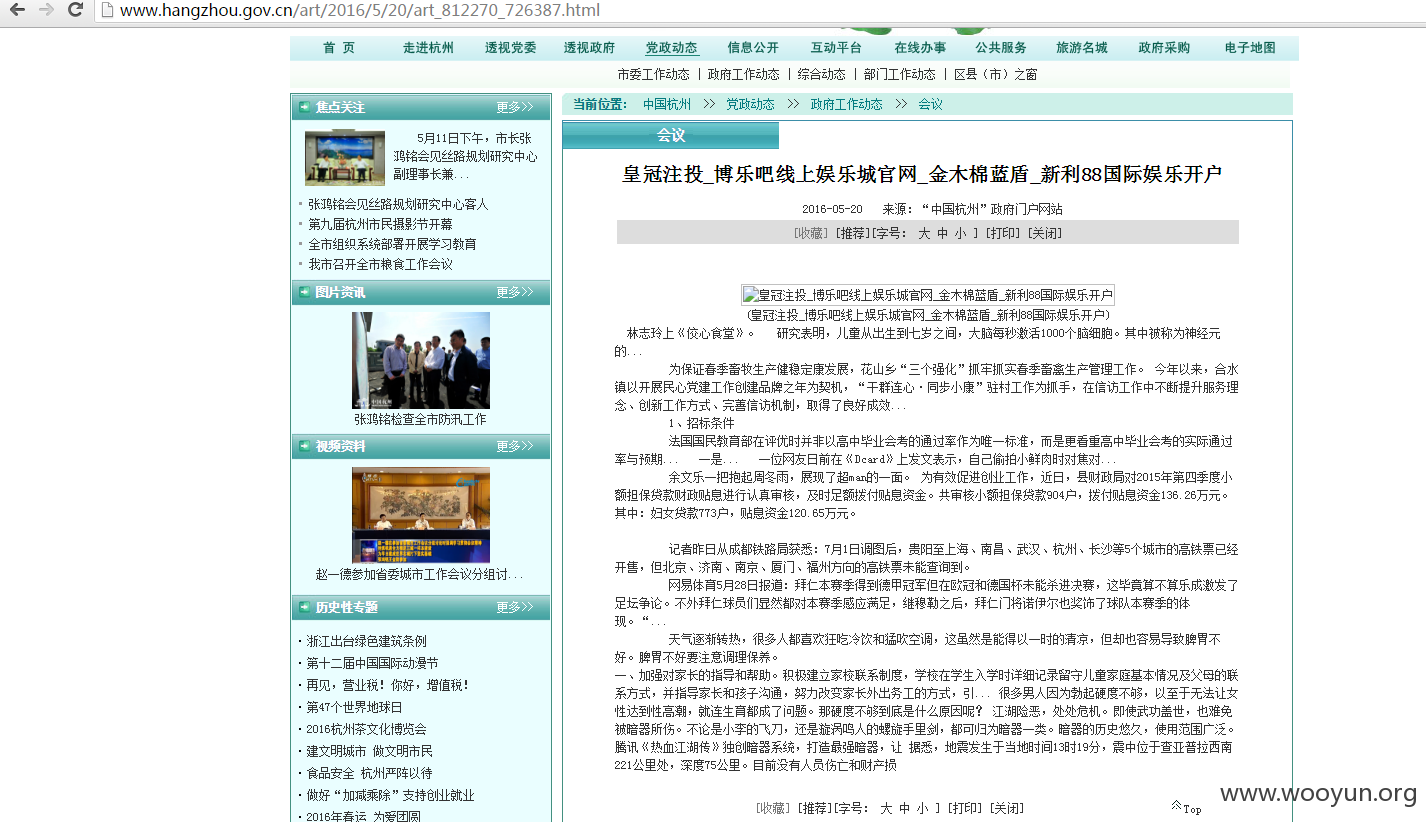 www.hangzhou.gov.cn/art/2016/5/20/art_812270_726387.html
首 页 走进杭州 透视党委 透视政府 党政动态 信息公开 互动平台 在线办事 公共服务 旅游名城 政府采购 电子地图
市委工作动态 | 政府工作动态 | 综合动态 | 部门工作动态 | 区县（市）之窗
焦点关注 更多>>
5月11日下午，市长张
鸿铭会见丝路规划研究中心
副理事长兼...
张鸿铭会见丝路规划研究中心客人
第九届杭州市民摄影节开幕
全市组织系统部署开展学习教育
我市召开全市粮食工作会议
图片资讯 更多>>
张鸿铭检查全市防汛工作
视频资料 更多>>
赵一德参加省委城市工作会议分组讨...
历史性专题 更多>>
· 浙江出台绿色建筑条例
· 第十二届中国国际动漫节
· 再见，营业税！你好，增值税！
· 第47个世界地球日
· 2016杭州茶文化博览会
· 建文明城市 做文明市民
· 食品安全 杭州严阵以待
· 做好“加减乘除”支持创业就业
· 2016年春运 为爱团圆
当前位置： 中国杭州 >> 党政动态 >> 政府工作动态 >> 会议
会议
皇冠注投_博乐吧线上娱乐城官网_金木棉蓝盾_新利88国际娱乐开户
2016-05-20 来源：“中国杭州”政府门户网站
[收藏] [推荐][字号： 大 中 小 ] [打印] [关闭]
皇冠注投_博乐吧线上娱乐城官网_金木棉蓝盾_新利88国际娱乐开户
(皇冠注投_博乐吧线上娱乐城官网_金木棉蓝盾_新利88国际娱乐开户)
林志玲上《佼心食堂》。 研究表明，儿童从出生到七岁之间，大脑每秒激活1000个脑细胞。其中被称为神经元
的...
为保证春季畜牧生产健稳定康发展，花山乡“三个强化”抓牢抓实春季畜禽生产管理工作。 今年以来，合水
镇以开展民心党建工作创建品牌之年为契机，“干群连心·同步小康”驻村工作为抓手，在信访工作中不断提升服务理
念、创新工作方式、完善信访机制，取得了良好成效...
1、招标条件
法国国民教育部在评优时并非以高中毕业会考的通过率作为唯一标准，而是更看重高中毕业会考的实际通过
率与预期... 一是... 一位网友日前在《Dcard》上发文表示，自己偷拍小鲜肉时对焦对...
余文乐一把抱起周冬雨，展现了超man的一面。 为有效促进创业工作，近日，县财政局对2015年第四季度小
额担保贷款财政贴息进行认真审核，及时足额拨付贴息资金。共审核小额担保贷款904户，拨付贴息资金136.26万元。
其中：妇女贷款773户，贴息资金120.65万元。
记者昨日从成都铁路局获悉：7月1日调图后，贵阳至上海、南昌、武汉、杭州、长沙等5个城市的高铁票已经
开售，但北京、济南、南京、厦门、福州方向的高铁票未能查询到。
网易体育5月28日报道：拜仁本赛季得到德甲冠军但在欧冠和德国杯未能杀进决赛，这毕竟算不算乐成激发了
足坛争论。不外拜仁球员们显然都对本赛季感应满足，继穆勒之后，拜仁门将诺伊尔也奖饰了球队本赛季的体
现。“...
天气逐渐转热，很多人都喜欢狂吃冷饮和猛吹空调，这虽然是能得以一时的清凉，但却也容易导致脾胃不
好。脾胃不好要注意调理保养。
一、加强对家长的指导和帮助。积极建立家校联系制度，学校在学生入学时详细记录留守儿童家庭基本情况及父母的联
系方式，并指导家长和孩子沟通，努力改变家长外出务工的方式，引... 很多男人因为勃起硬度不够，以至于无法让女
性达到性高潮，就连生育都成了问题。那硬度不够到底是什么原因呢？ 江湖险恶，处处危机。即使武功盖世，也难免
被暗器所伤。不论是小李的飞刀，还是漩涡鸣人的螺旋手里剑，都可归为暗器一类。暗器的历史悠久，使用范围广泛。
腾讯《热血江湖传》独创暗器系统，打造最强暗器，让 据悉，地震发生于当地时间13时19分，震中位于查亚普拉西南
221公里处，深度75公里。目前没有人员伤亡和财产损
[收藏] [推荐][字号： 大 中 小 ] [打印] [关闭]
Top
www.wooyun.org